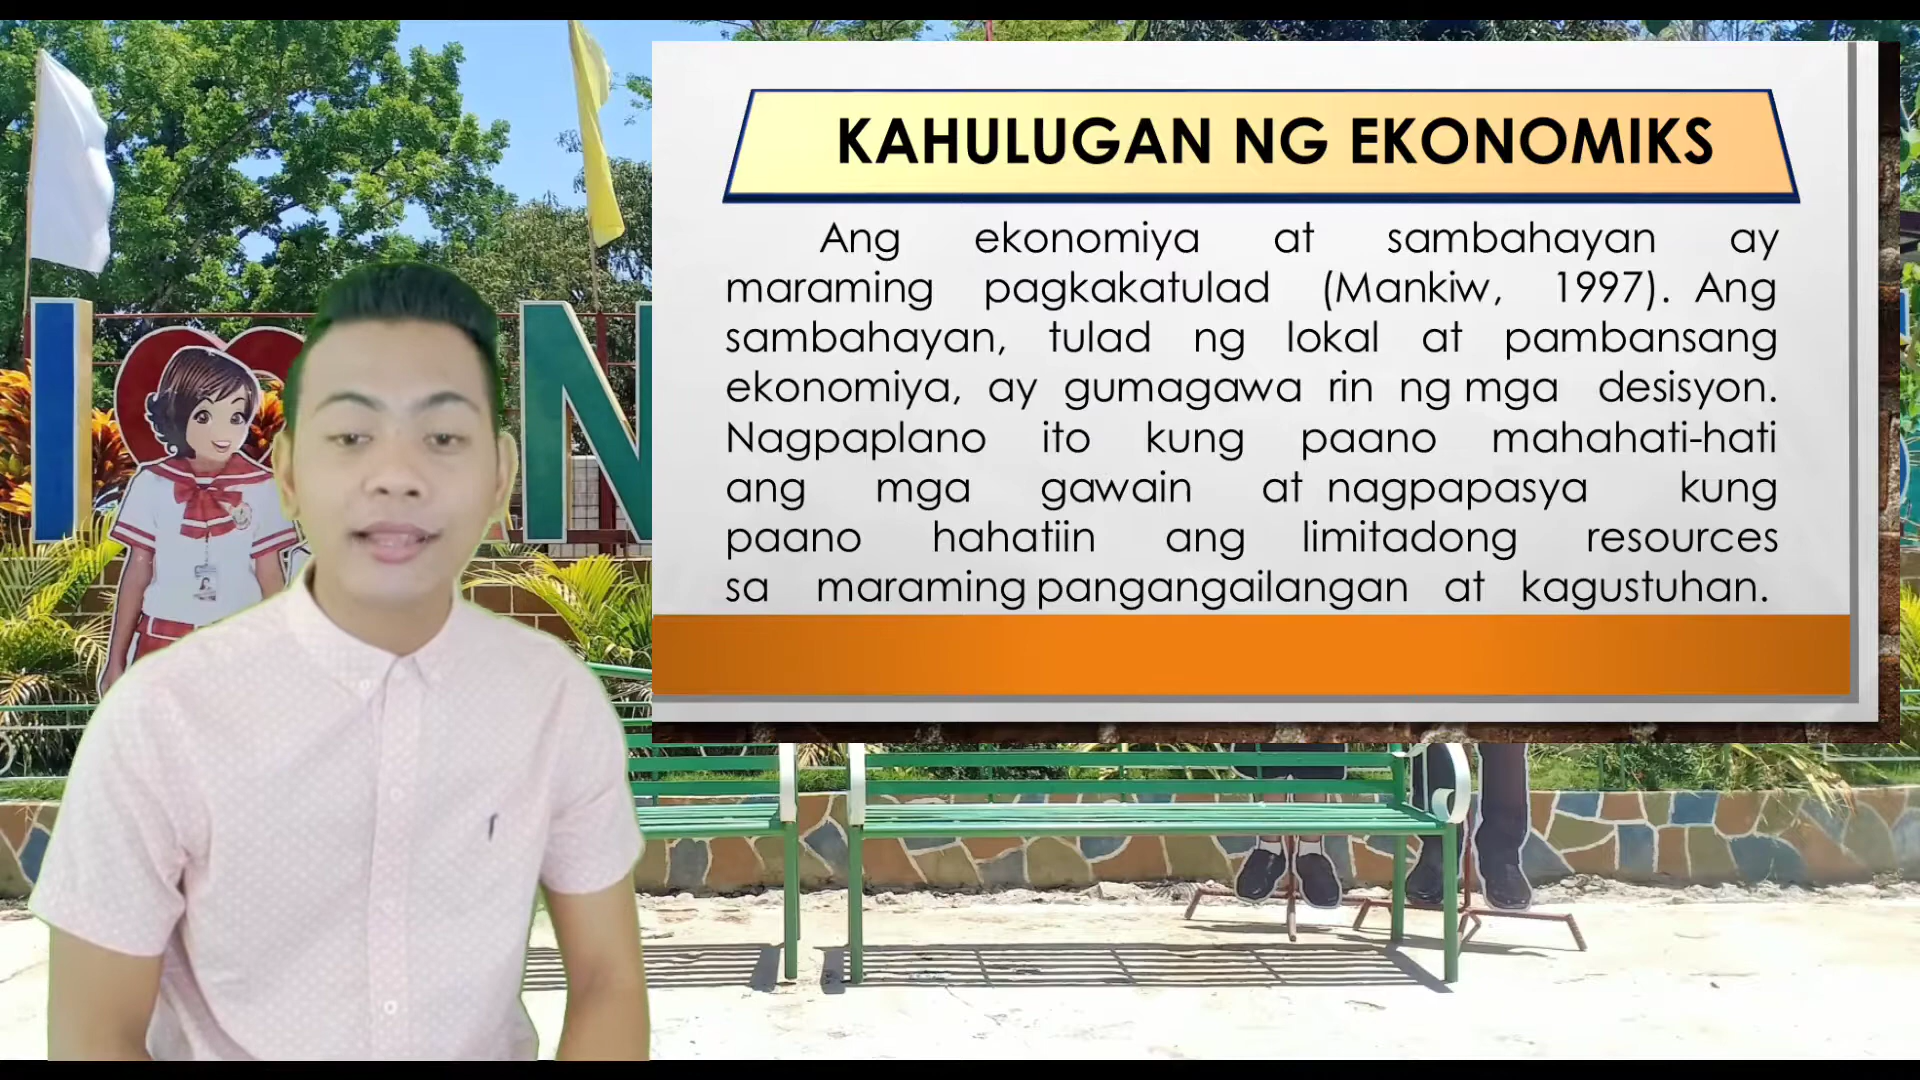 I N
KAHULUGAN NG EKONOMIKS
Ang ekonomiya at sambahayan ay
maraming pagkakatulad (Mankiw, 1997). Ang
sambahayan, tulad ng lokal at pambansang
ekonomiya, ay gumagawa rin ng mga desisyon.
Nagpaplano ito kung paano mahahati-hati
ang mga gawain at nagpapasya kung
paano hahatiin ang limitadong resources
sa maraming pangangailangan at kagustuhan.